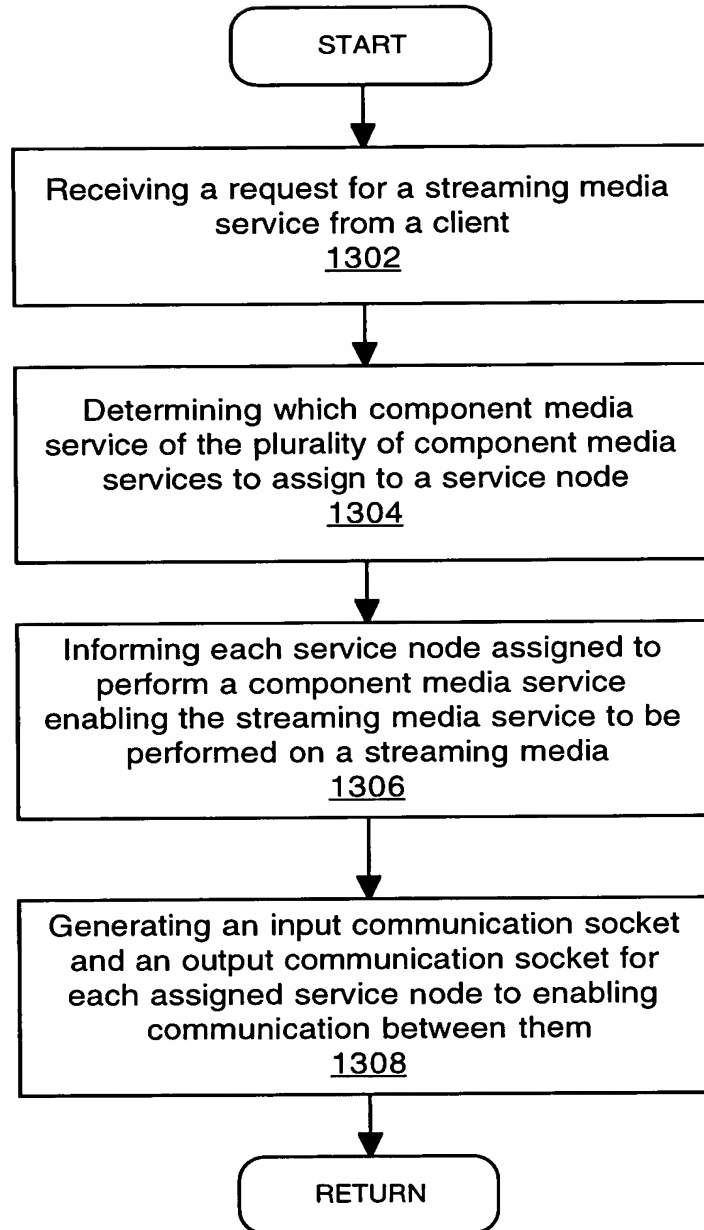 START
Receiving a request for a streaming media
service from a client
1302
Determining which component media
service of the plurality of component media
services to assign to a service node
1304
Informing each service node assigned to
perform a component media service
enabling the streaming media service to be
performed on a streaming media
1306
Generating an input communication socket
and an output communication socket for
each assigned service node to enabling
communication between them
1308
RETURN